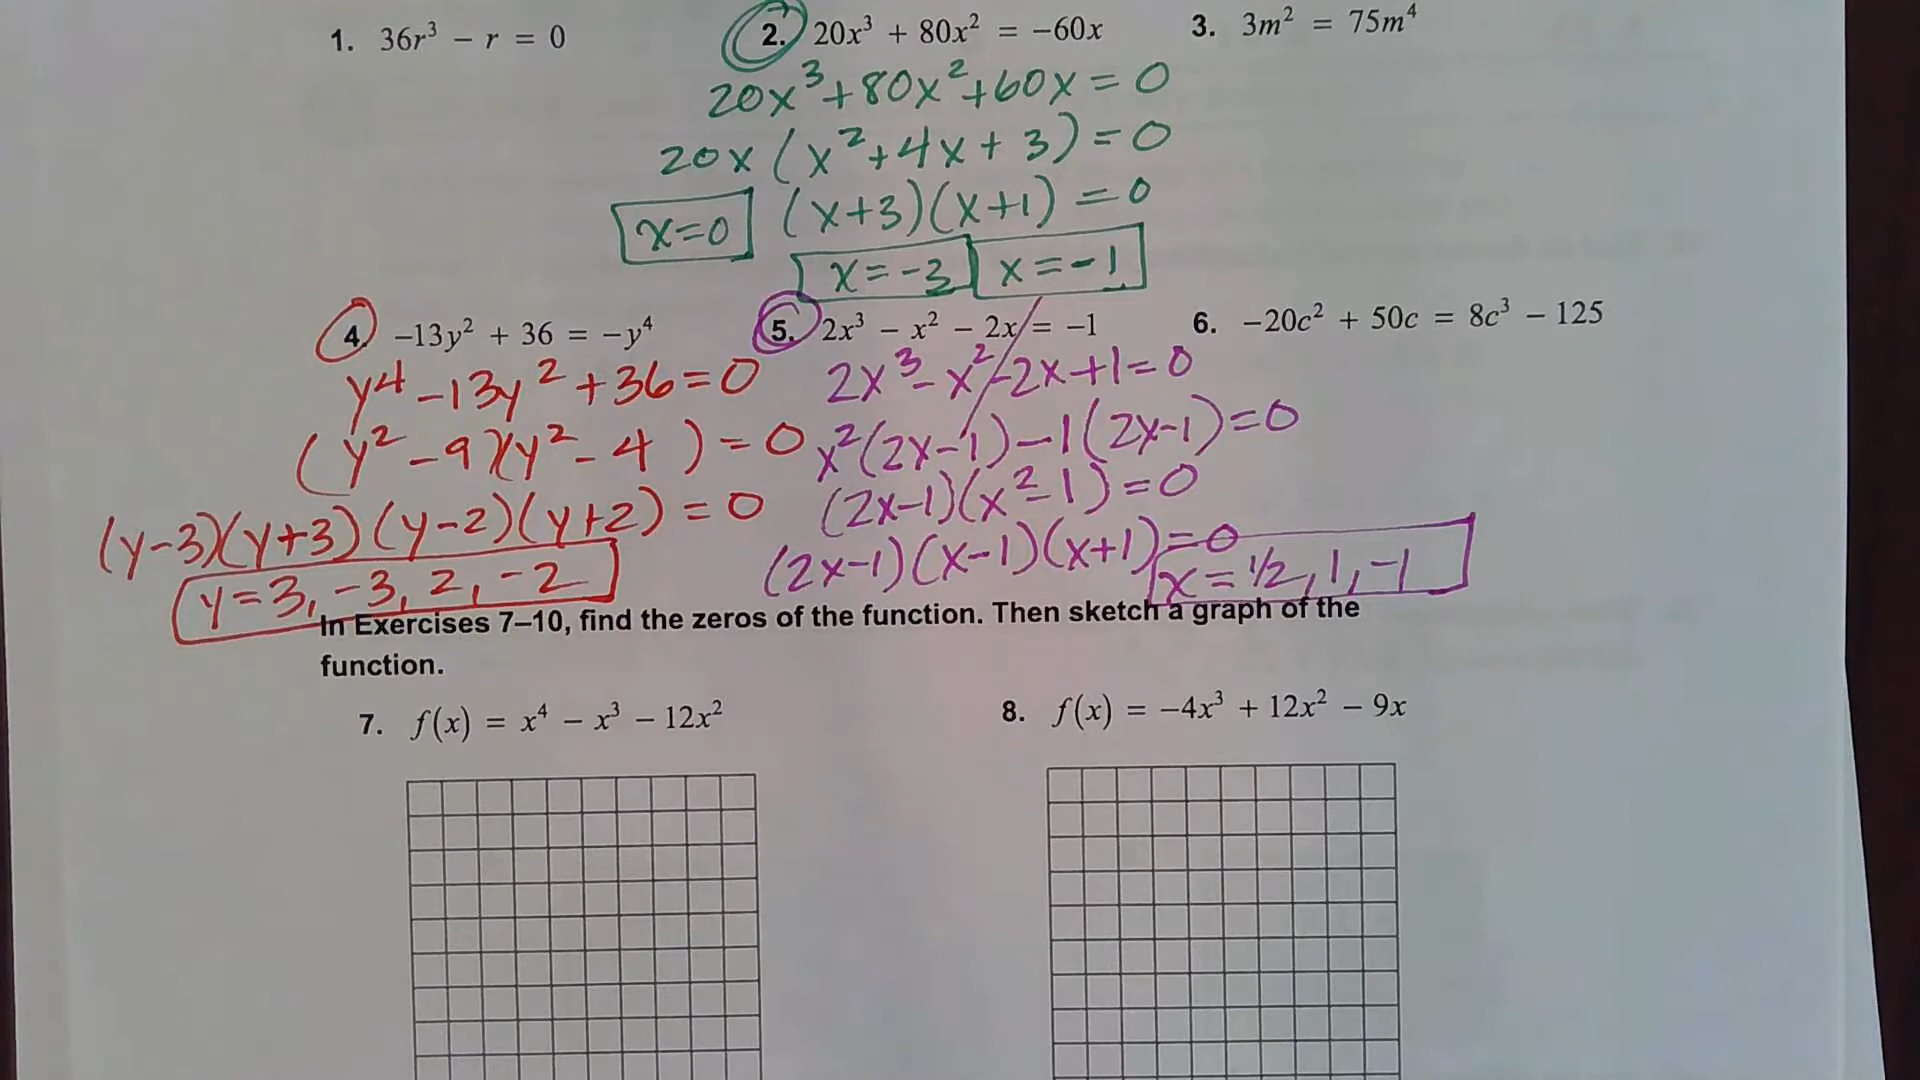 1. 36r³ − r = 0
2. 20x³ + 80x² = −60x
3. 3m² = 75m⁴
20x³+80x²+60x=0
20x(x²+4x+3)=0
x=0 (x+3)(x+1)=0
x=-3 x=-1
4. −13y² + 36 = −y⁴
y⁴-13y²+36=0
(y²-9)(y²-4)=0
(y-3)(y+3)(y-2)(y+2)=0
y=3,-3,2,-2
5. 2x³ − x² − 2x = −1
2x³-x²-2x+1=0
x²(2x-1)-1(2x-1)=0
(2x-1)(x²-1)=0
(2x-1)(x-1)(x+1)=0
x=1/2,1,-1
6. −20c² + 50c = 8c³ − 125
In Exercises 7–10, find the zeros of the function. Then sketch a graph of the
function.
7. f(x) = x⁴ − x³ − 12x²
8. f(x) = −4x³ + 12x² − 9x